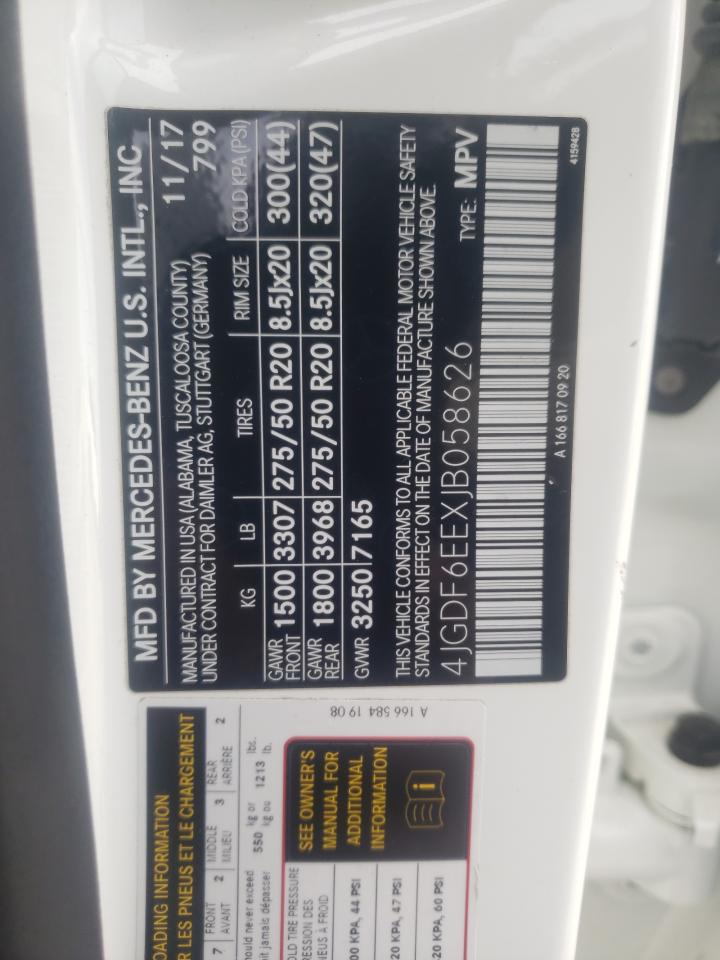 MFD BY MERCEDES-BENZ U.S. INTL., INC
MANUFACTURED IN USA (ALABAMA, TUSCALOOSA COUNTY) 11/17
UNDER CONTRACT FOR DAIMLER AG, STUTTGART (GERMANY) 799
KG LB TIRES RIM SIZE COLD KPA (PSI)
GAWR FRONT 1500 3307 275/50 R20 8.5Jx20 300(44)
GAWR REAR 1800 3968 275/50 R20 8.5Jx20 320(47)
GVWR 3250 7165
THIS VEHICLE CONFORMS TO ALL APPLICABLE FEDERAL MOTOR VEHICLE SAFETY
STANDARDS IN EFFECT ON THE DATE OF MANUFACTURE SHOWN ABOVE.
4JGDF6EEXJB058626 TYPE: MPV
A 166 817 09 20
4159428
OADING INFORMATION
R LES PNEUS ET LE CHARGEMENT
7 FRONT 2 MIDDLE 3 REAR 2
AVANT MILIEU ARRIÈRE
hould never exceed 550 kg or 1213 lbs.
it jamais dépasser kg ou lb.
OLD TIRE PRESSURE
RESSION DES
NEUS À FROID
00 KPA, 44 PSI
20 KPA, 47 PSI
20 KPA, 60 PSI
SEE OWNER'S
MANUAL FOR
ADDITIONAL
INFORMATION
i
A 166 584 19 08